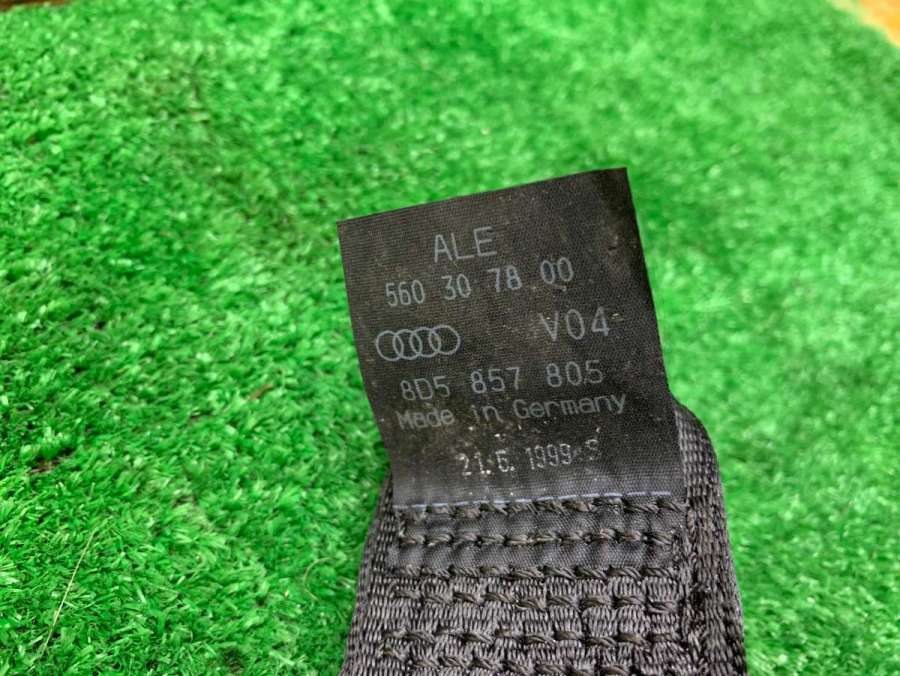 ALE
560 30 78 00
V04
8D5 857 805
Made in Germany
21.6. 1999 S